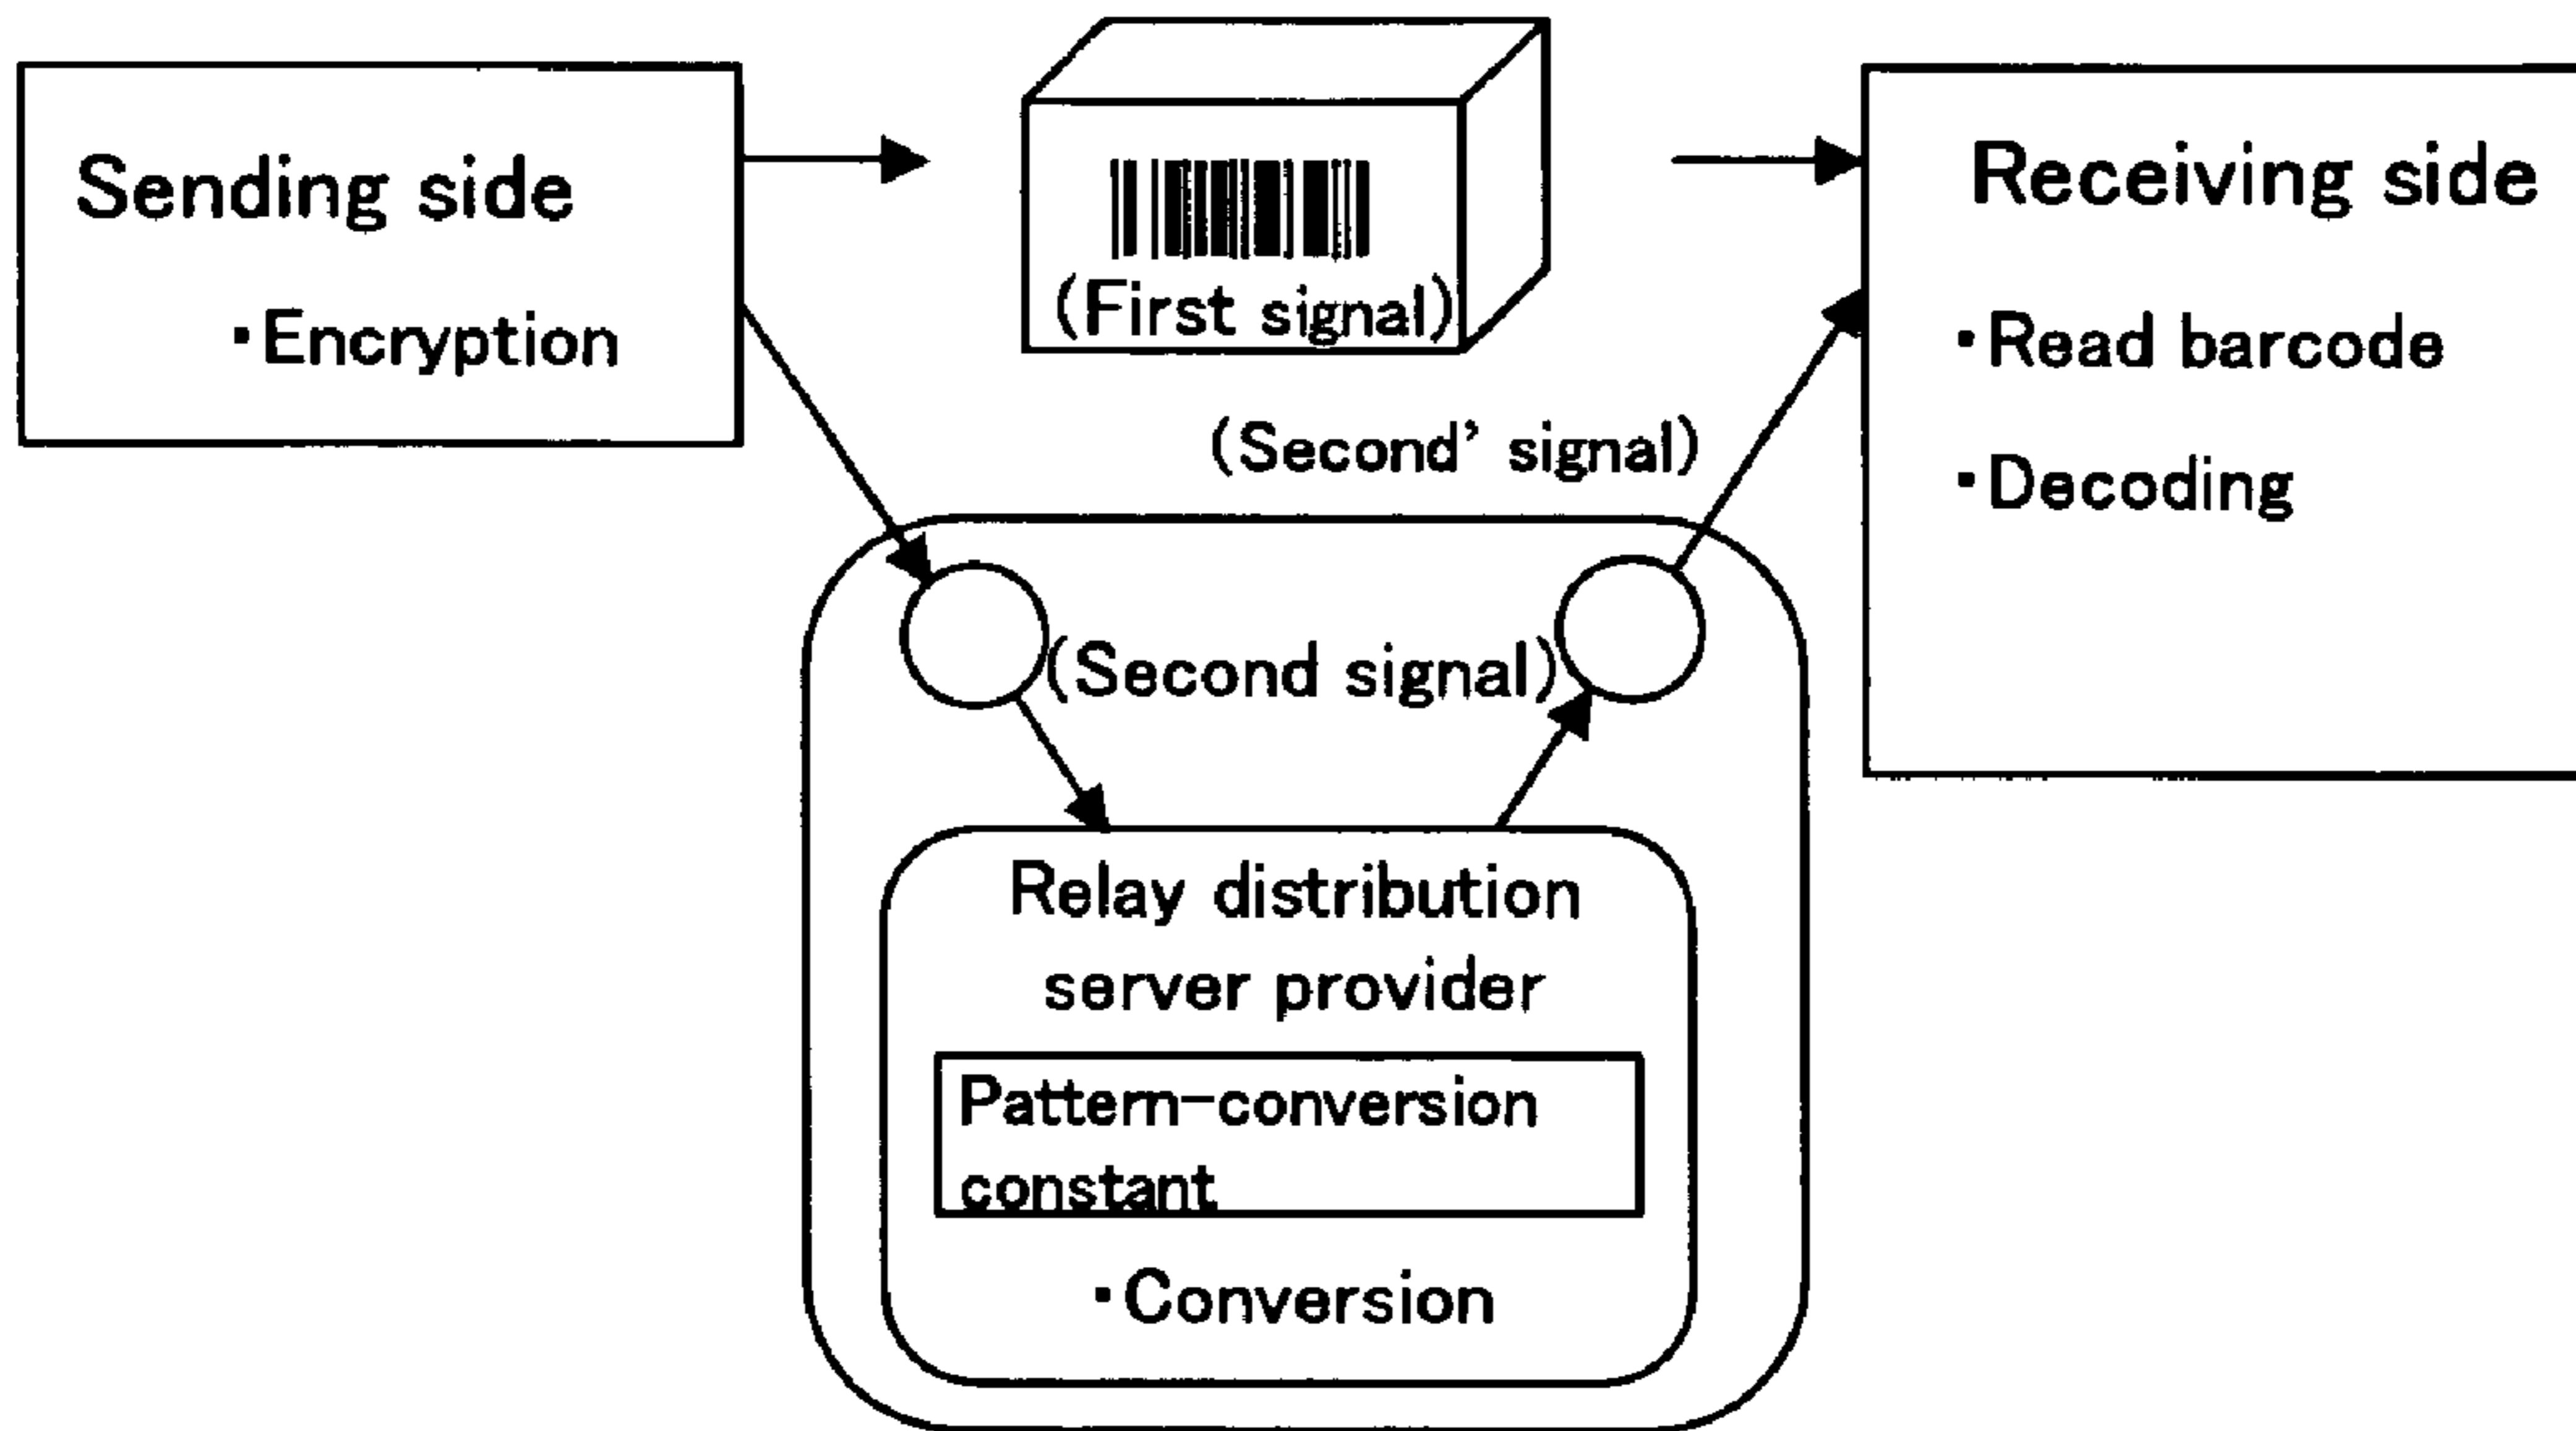 Sending side
・Encryption
(First signal)
Receiving side
・Read barcode
・Decoding
(Second' signal)
(Second signal)
Relay distribution
server provider
Pattern-conversion
constant
・Conversion